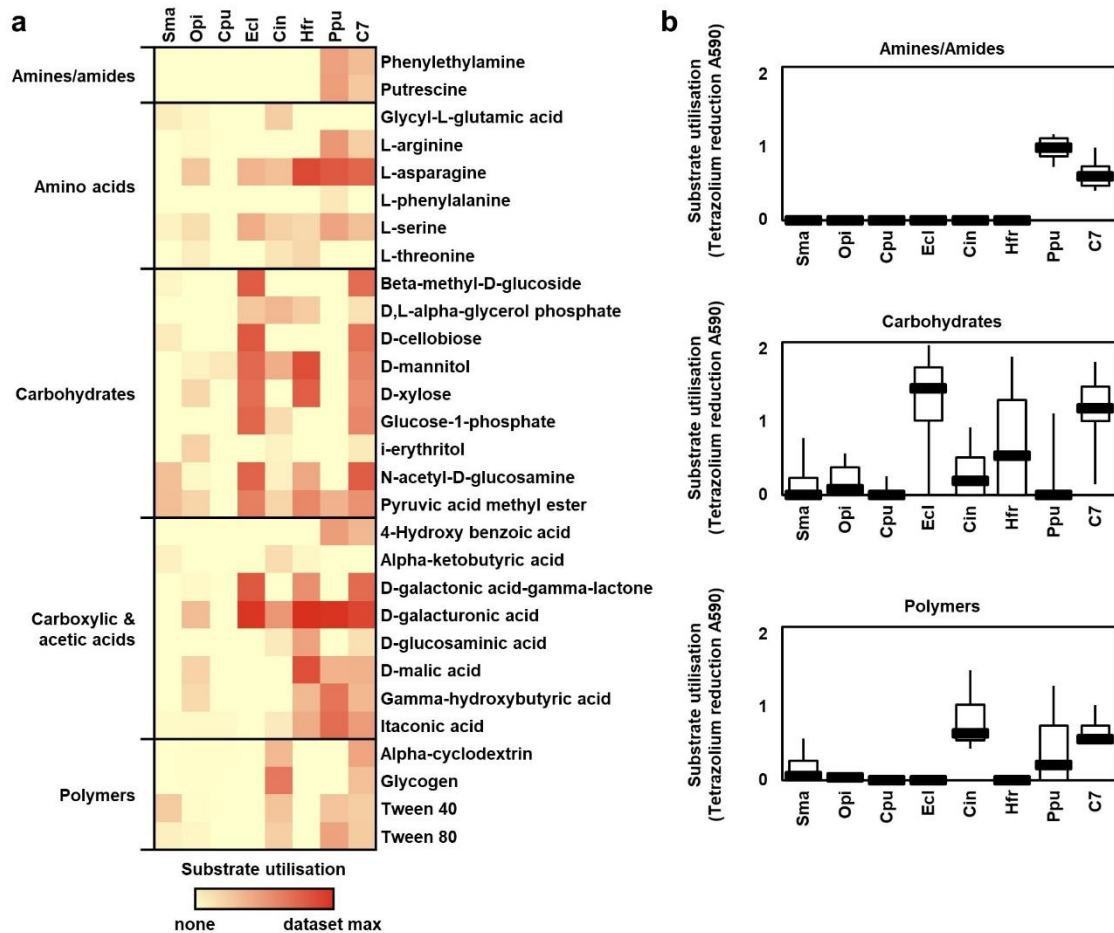 a
Sma Opi Cpu Ecl Cin Hfr Ppu C7
Amines/amides
Phenylethylamine
Putrescine
Amino acids
Glycyl-L-glutamic acid
L-arginine
L-asparagine
L-phenylalanine
L-serine
L-threonine
Carbohydrates
Beta-methyl-D-glucoside
D,L-alpha-glycerol phosphate
D-cellobiose
D-mannitol
D-xylose
Glucose-1-phosphate
i-erythritol
N-acetyl-D-glucosamine
Pyruvic acid methyl ester
Carboxylic &
acetic acids
4-Hydroxy benzoic acid
Alpha-ketobutyric acid
D-galactonic acid-gamma-lactone
D-galacturonic acid
D-glucosaminic acid
D-malic acid
Gamma-hydroxybutyric acid
Itaconic acid
Polymers
Alpha-cyclodextrin
Glycogen
Tween 40
Tween 80
Substrate utilisation
none dataset max
b
Amines/Amides
Substrate utilisation
(Tetrazolium reduction A590)
2
1
0
Sma Opi Cpu Ecl Cin Hfr Ppu C7
Carbohydrates
Substrate utilisation
(Tetrazolium reduction A590)
2
1
0
Sma Opi Cpu Ecl Cin Hfr Ppu C7
Polymers
Substrate utilisation
(Tetrazolium reduction A590)
2
1
0
Sma Opi Cpu Ecl Cin Hfr Ppu C7